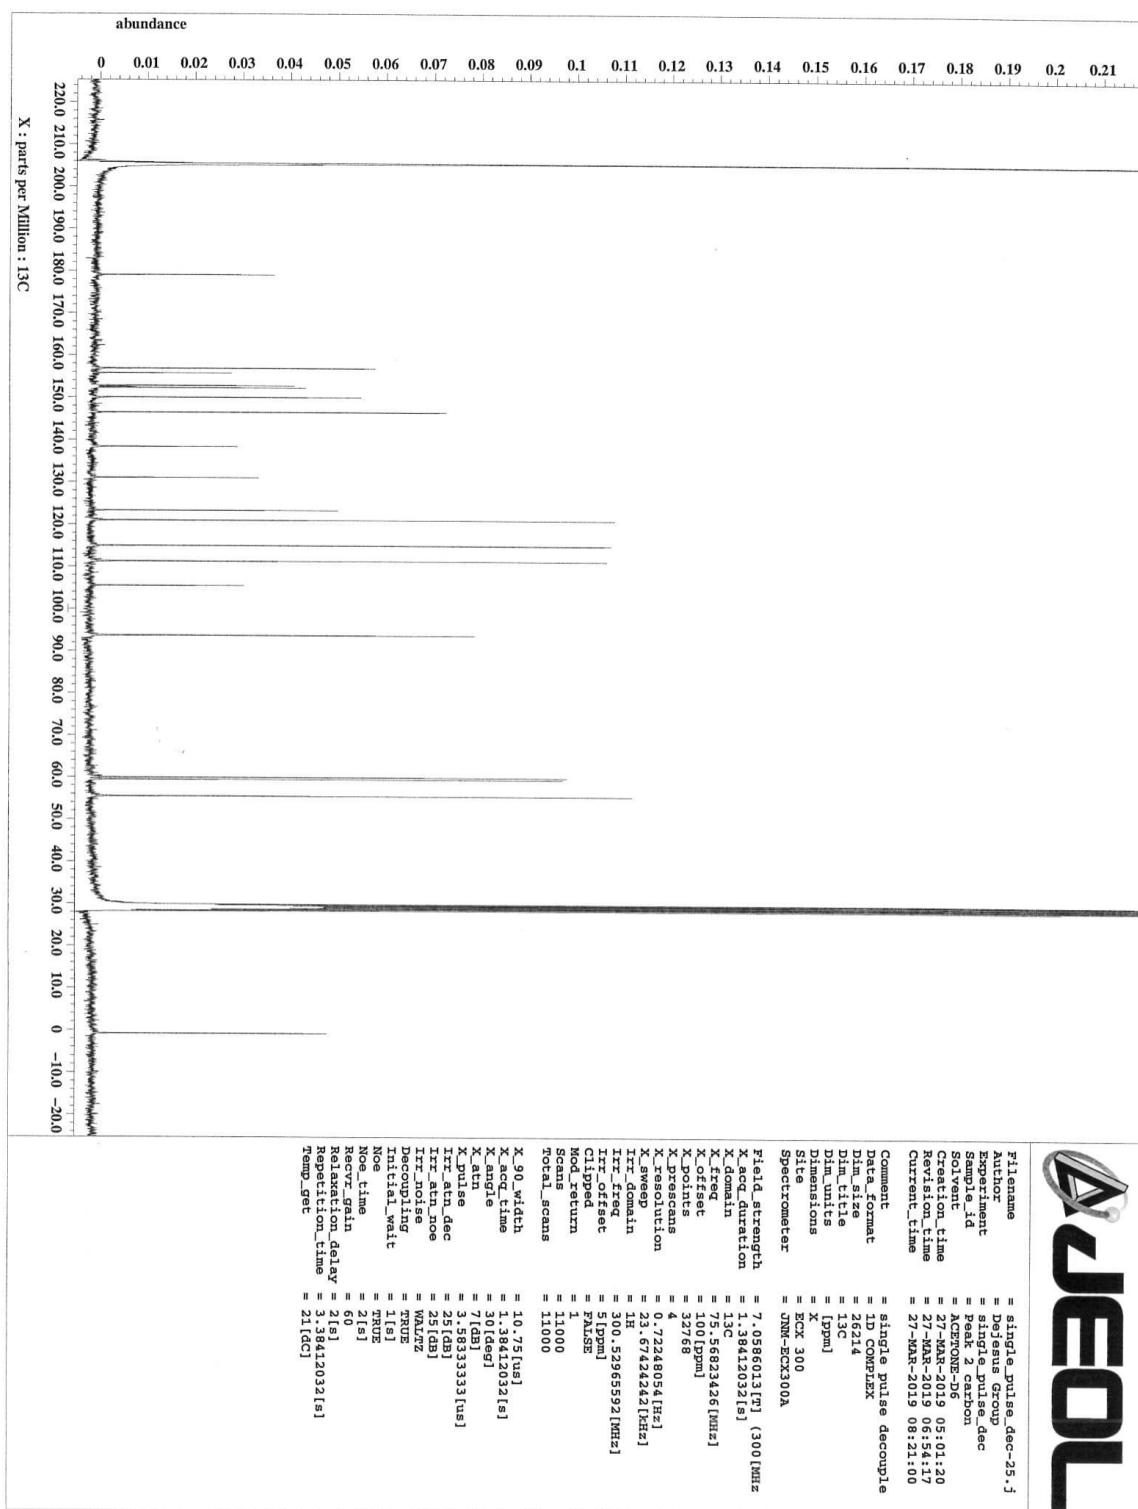 abundance
0 0.01 0.02 0.03 0.04 0.05 0.06 0.07 0.08 0.09 0.1 0.11 0.12 0.13 0.14 0.15 0.16 0.17 0.18 0.19 0.2 0.21
220.0 210.0 200.0 190.0 180.0 170.0 160.0 150.0 140.0 130.0 120.0 110.0 100.0 90.0 80.0 70.0 60.0 50.0 40.0 30.0 20.0 10.0 0 -10.0 -20.0
X : parts per Million : 13C
JEOL
Filename = single_pulse_dec-25.j
Author = Dejesus Group
Experiment = single_pulse_dec
Sample_id = Peak 2 carbon
Solvent = ACETONE-D6
Creation_time = 27-MAR-2019 05:01:20
Revision_time = 27-MAR-2019 06:54:17
Current_time = 27-MAR-2019 08:21:00
Comment = single pulse decouple
Data_format = 1D COMPLEX
Dim_size = 26214
Dim_title = 13C
Dim_units = [ppm]
Dimensions = X
Site = ECX 300
Spectrometer = JNM-ECX300A
Field_strength = 7.0586013[T] (300[MHz
X_acq_duration = 1.38412032[s]
X_domain = 13C
X_freq = 75.56823426[MHz]
X_offset = 100[ppm]
X_points = 32768
X_prescans = 4
X_resolution = 0.72248054[Hz]
X_sweep = 23.67424242[kHz]
Irr_domain = 1H
Irr_freq = 300.52965592[MHz]
Irr_offset = 5[ppm]
Clipped = FALSE
Mod_return = 1
Scans = 11000
Total_scans = 11000
X_90_width = 10.75[us]
X_acq_time = 1.38412032[s]
X_angle = 30[deg]
X_atn = 7[dB]
X_pulse = 3.58333333[us]
Irr_atn_dec = 25[dB]
Irr_atn_noe = 25[dB]
Irr_noise = WALTZ
Decoupling = TRUE
Initial_wait = 1[s]
Noe = TRUE
Noe_time = 2[s]
Recvr_gain = 60
Relaxation_delay = 2[s]
Repetition_time = 3.38412032[s]
Temp_get = 21[dC]